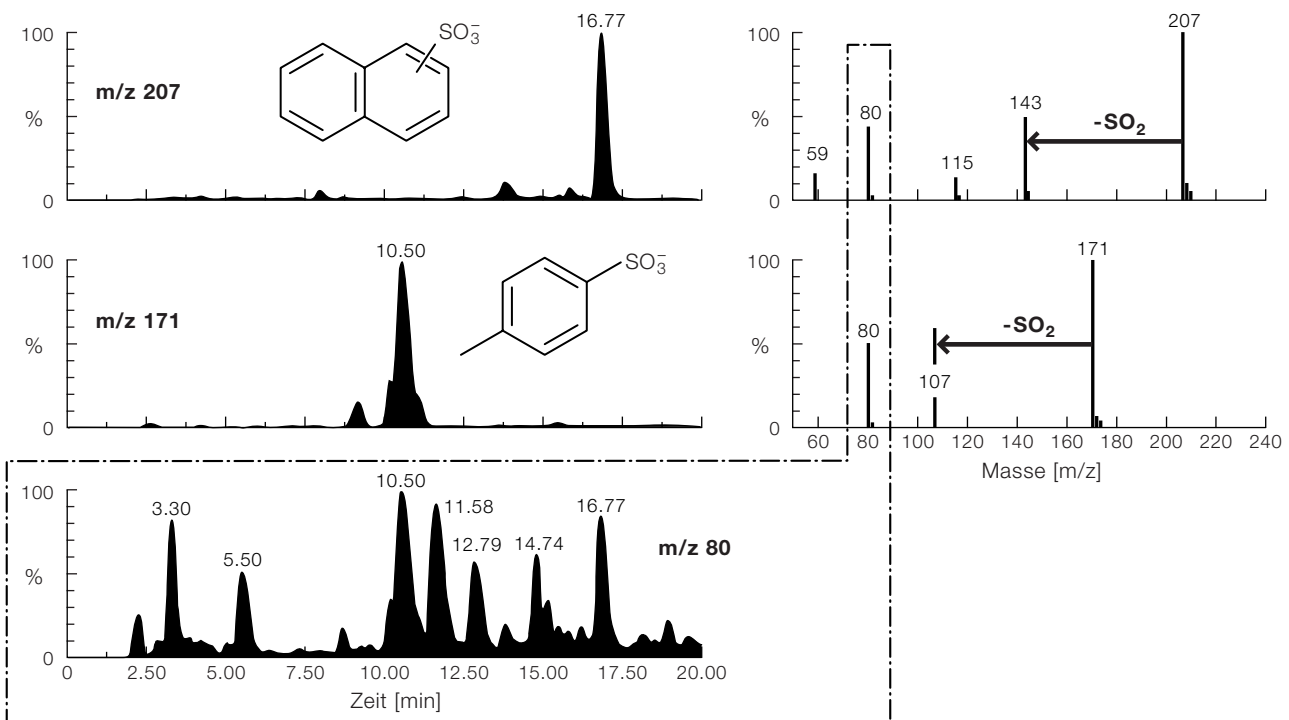 16.77
SO₃⁻
100
m/z 207
%
0
207
100
143
80
-SO₂
%
59
115
0
10.50
SO₃⁻
100
m/z 171
%
0
171
100
80
-SO₂
%
107
0
60 80 100 120 140 160 180 200 220 240
Masse [m/z]
10.50
100
3.30
11.58
16.77
12.79
14.74
m/z 80
5.50
%
0
0 2.50 5.00 7.50 10.00 12.50 15.00 17.50 20.00
Zeit [min]